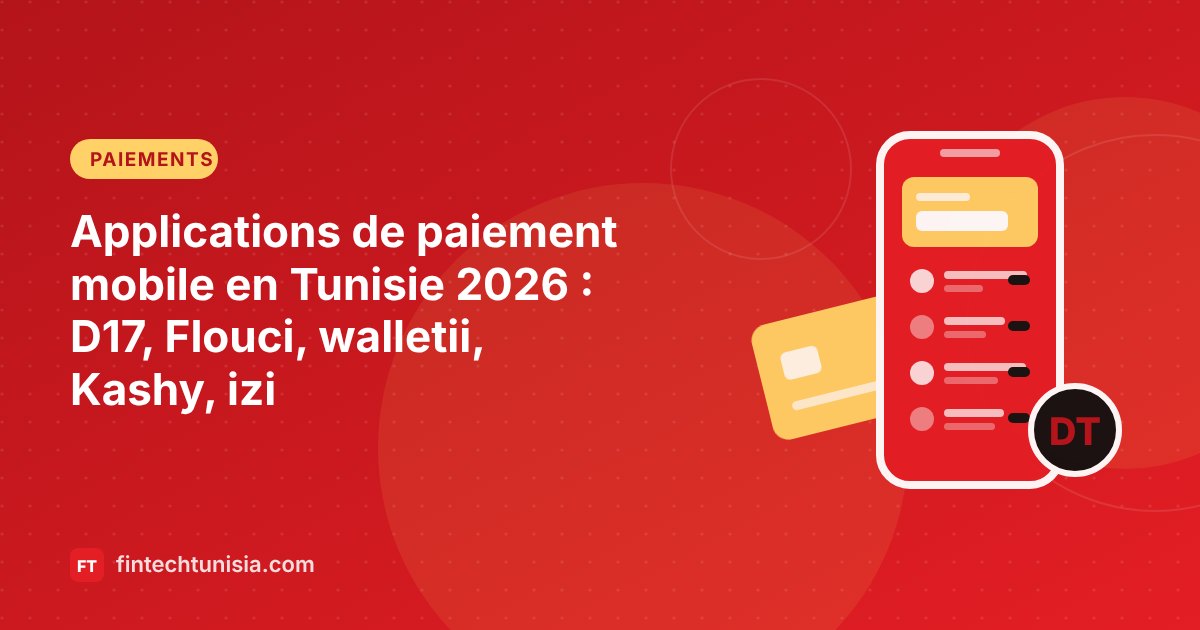 PAIEMENTS
Applications de paiement
mobile en Tunisie 2026 :
D17, Flouci, walletii,
Kashy, izi
DT
FT fintechtunisia.com